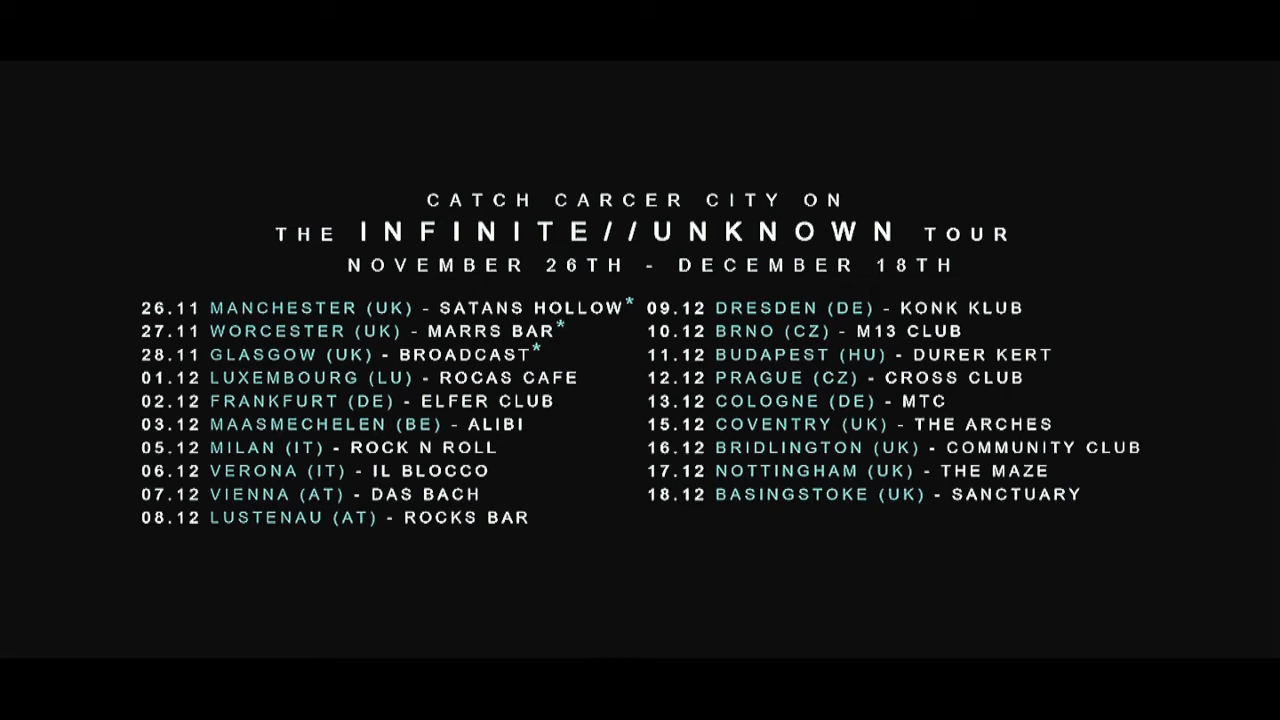 CATCH CARCER CITY ON
THE INFINITE//UNKNOWN TOUR
NOVEMBER 26TH - DECEMBER 18TH
26.11 MANCHESTER (UK) - SATANS HOLLOW*
27.11 WORCESTER (UK) - MARRS BAR*
28.11 GLASGOW (UK) - BROADCAST*
01.12 LUXEMBOURG (LU) - ROCAS CAFE
02.12 FRANKFURT (DE) - ELFER CLUB
03.12 MAASMECHELEN (BE) - ALIBI
05.12 MILAN (IT) - ROCK N ROLL
06.12 VERONA (IT) - IL BLOCCO
07.12 VIENNA (AT) - DAS BACH
08.12 LUSTENAU (AT) - ROCKS BAR
09.12 DRESDEN (DE) - KONK KLUB
10.12 BRNO (CZ) - M13 CLUB
11.12 BUDAPEST (HU) - DURER KERT
12.12 PRAGUE (CZ) - CROSS CLUB
13.12 COLOGNE (DE) - MTC
15.12 COVENTRY (UK) - THE ARCHES
16.12 BRIDLINGTON (UK) - COMMUNITY CLUB
17.12 NOTTINGHAM (UK) - THE MAZE
18.12 BASINGSTOKE (UK) - SANCTUARY